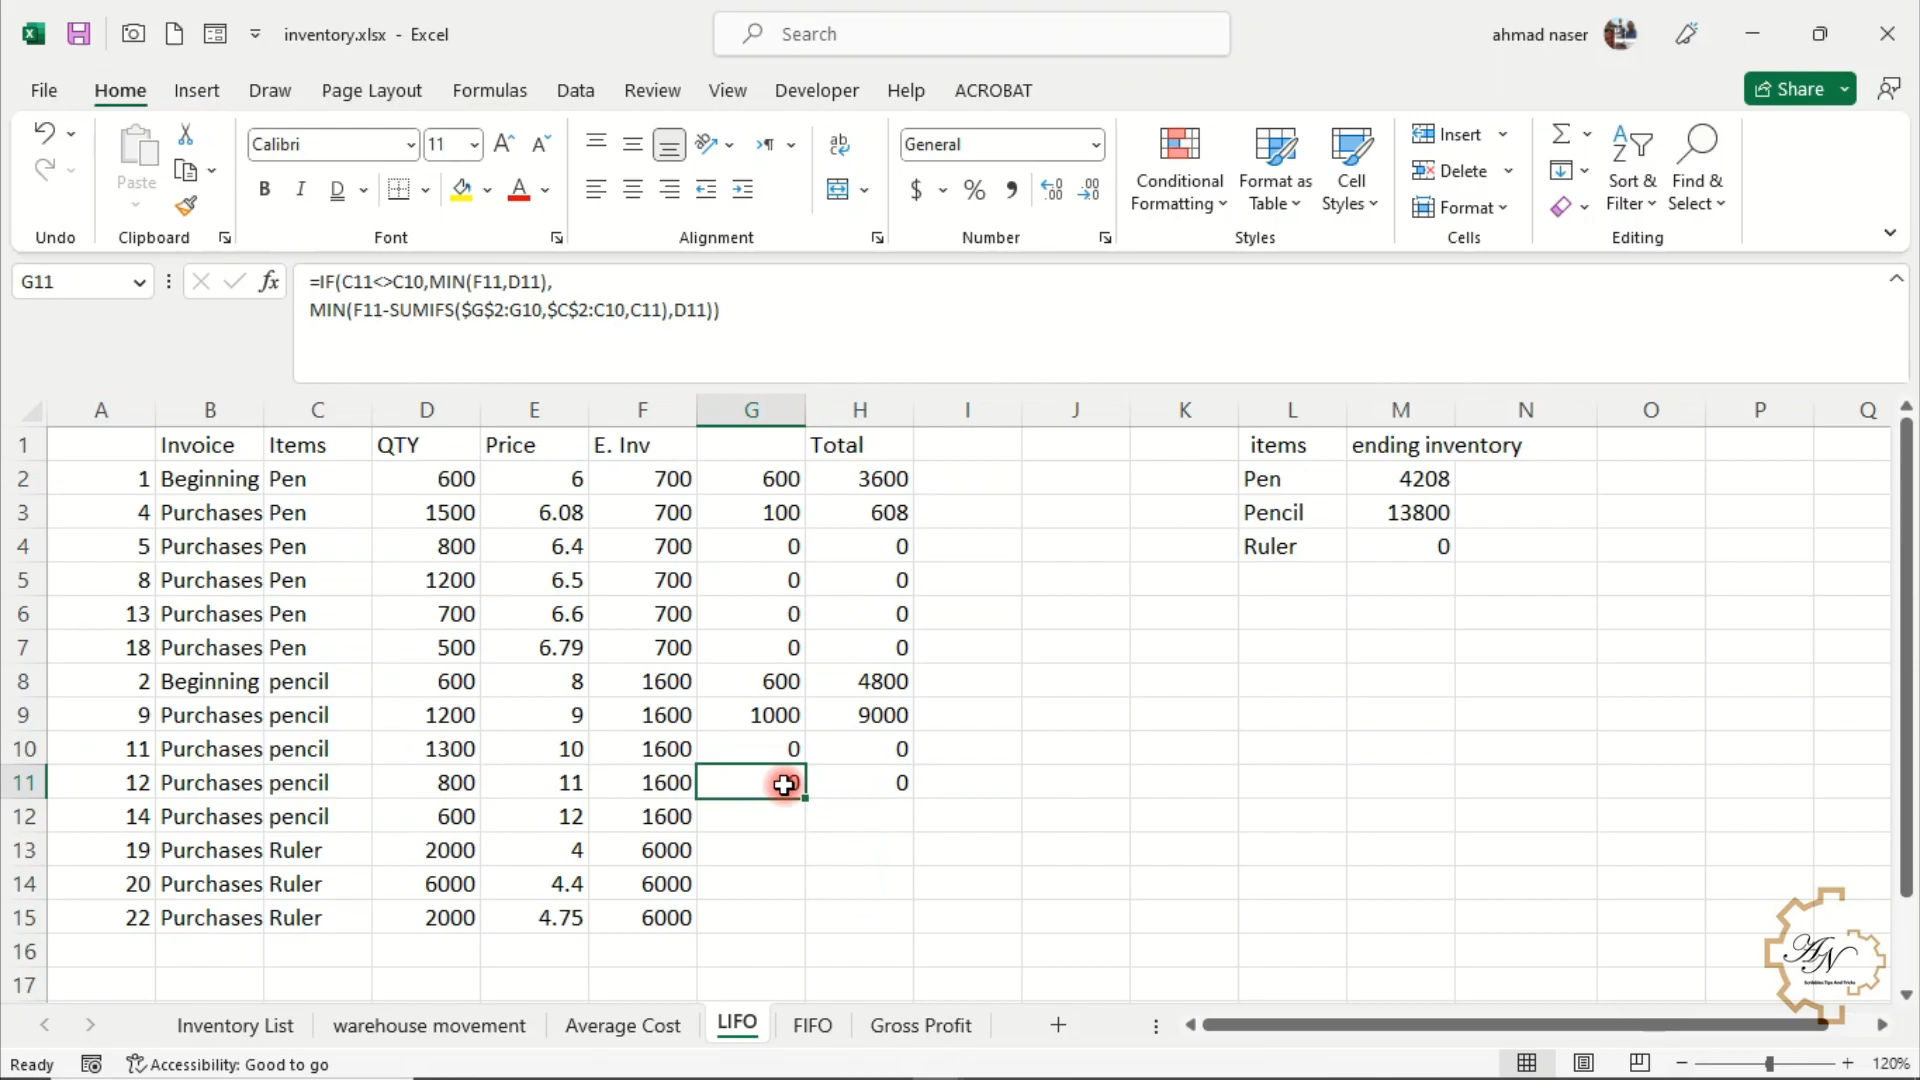 inventory.xlsx - Excel
Search
ahmad naser
File Home Insert Draw Page Layout Formulas Data Review View Developer Help ACROBAT
Share
Calibri 11
General
Paste
B I D
Conditional Formatting
Format as Table
Cell Styles
Insert
Delete
Format
Sort & Filter
Find & Select
Undo Clipboard Font Alignment Number Styles Cells Editing
G11
fx
=IF(C11<>C10,MIN(F11,D11),
MIN(F11-SUMIFS($G$2:G10,$C$2:C10,C11),D11))
A B C D E F G H I J K L M N O P Q
1 Invoice Items QTY Price E. Inv Total items ending inventory
2 1 Beginning Pen 600 6 700 600 3600 Pen 4208
3 4 Purchases Pen 1500 6.08 700 100 608 Pencil 13800
4 5 Purchases Pen 800 6.4 700 0 0 Ruler 0
5 8 Purchases Pen 1200 6.5 700 0 0
6 13 Purchases Pen 700 6.6 700 0 0
7 18 Purchases Pen 500 6.79 700 0 0
8 2 Beginning pencil 600 8 1600 600 4800
9 9 Purchases pencil 1200 9 1600 1000 9000
10 11 Purchases pencil 1300 10 1600 0 0
11 12 Purchases pencil 800 11 1600 0 0
12 14 Purchases pencil 600 12 1600
13 19 Purchases Ruler 2000 4 6000
14 20 Purchases Ruler 6000 4.4 6000
15 22 Purchases Ruler 2000 4.75 6000
16
17
AN
Inventory List warehouse movement Average Cost LIFO FIFO Gross Profit
Ready Accessibility: Good to go 120%